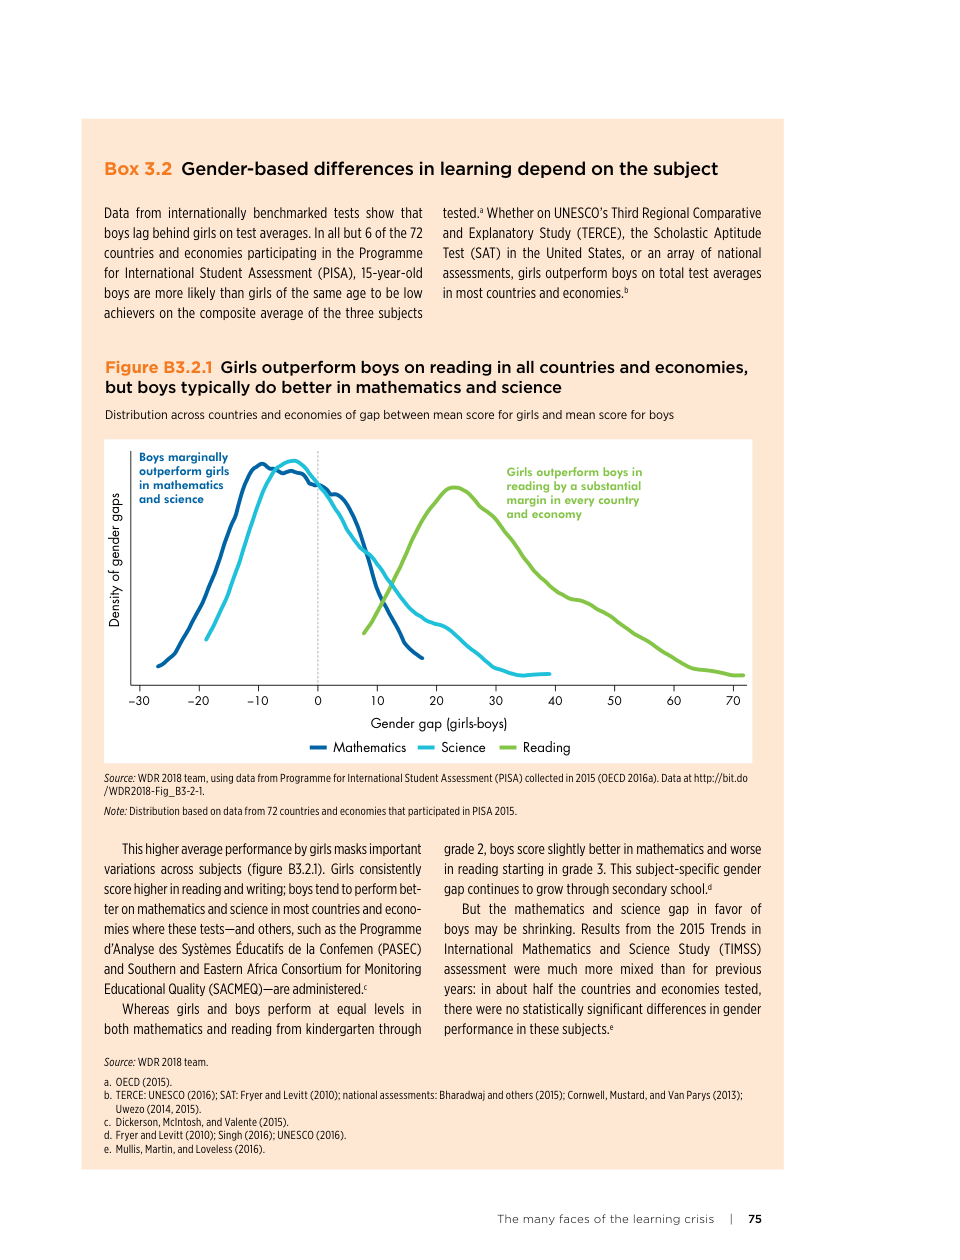 Box 3.2 Gender-based differences in learning depend on the subject
Data from internationally benchmarked tests show that
boys lag behind girls on test averages. In all but 6 of the 72
countries and economies participating in the Programme
for International Student Assessment (PISA), 15-year-old
boys are more likely than girls of the same age to be low
achievers on the composite average of the three subjects
tested.a Whether on UNESCO's Third Regional Comparative
and Explanatory Study (TERCE), the Scholastic Aptitude
Test (SAT) in the United States, or an array of national
assessments, girls outperform boys on total test averages
in most countries and economies.b
Figure B3.2.1 Girls outperform boys on reading in all countries and economies,
but boys typically do better in mathematics and science
Distribution across countries and economies of gap between mean score for girls and mean score for boys
Boys marginally
outperform girls
in mathematics
and science
Girls outperform boys in
reading by a substantial
margin in every country
and economy
Density of gender gaps
–30 –20 –10 0 10 20 30 40 50 60 70
Gender gap (girls-boys)
Mathematics Science Reading
Source: WDR 2018 team, using data from Programme for International Student Assessment (PISA) collected in 2015 (OECD 2016a). Data at http://bit.do
/WDR2018-Fig_B3-2-1.
Note: Distribution based on data from 72 countries and economies that participated in PISA 2015.
This higher average performance by girls masks important
variations across subjects (figure B3.2.1). Girls consistently
score higher in reading and writing; boys tend to perform bet-
ter on mathematics and science in most countries and econo-
mies where these tests—and others, such as the Programme
d'Analyse des Systèmes Éducatifs de la Confemen (PASEC)
and Southern and Eastern Africa Consortium for Monitoring
Educational Quality (SACMEQ)—are administered.c
Whereas girls and boys perform at equal levels in
both mathematics and reading from kindergarten through
grade 2, boys score slightly better in mathematics and worse
in reading starting in grade 3. This subject-specific gender
gap continues to grow through secondary school.d
But the mathematics and science gap in favor of
boys may be shrinking. Results from the 2015 Trends in
International Mathematics and Science Study (TIMSS)
assessment were much more mixed than for previous
years: in about half the countries and economies tested,
there were no statistically significant differences in gender
performance in these subjects.e
Source: WDR 2018 team.
a. OECD (2015).
b. TERCE: UNESCO (2016); SAT: Fryer and Levitt (2010); national assessments: Bharadwaj and others (2015); Cornwell, Mustard, and Van Parys (2013);
Uwezo (2014, 2015).
c. Dickerson, McIntosh, and Valente (2015).
d. Fryer and Levitt (2010); Singh (2016); UNESCO (2016).
e. Mullis, Martin, and Loveless (2016).
The many faces of the learning crisis | 75